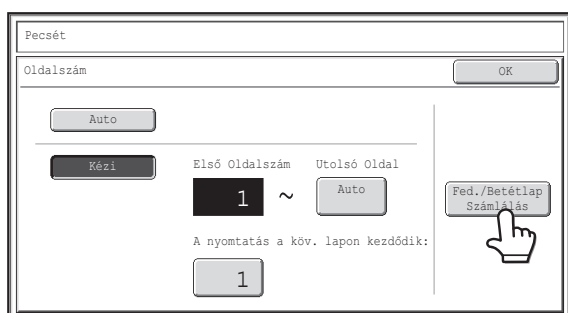 Pecsét
Oldalszám
OK
Auto
Kézi
Első Oldalszám
Utolsó Oldal
1
~
Auto
Fed./Betétlap
Számlálás
A nyomtatás a köv. lapon kezdődik:
1